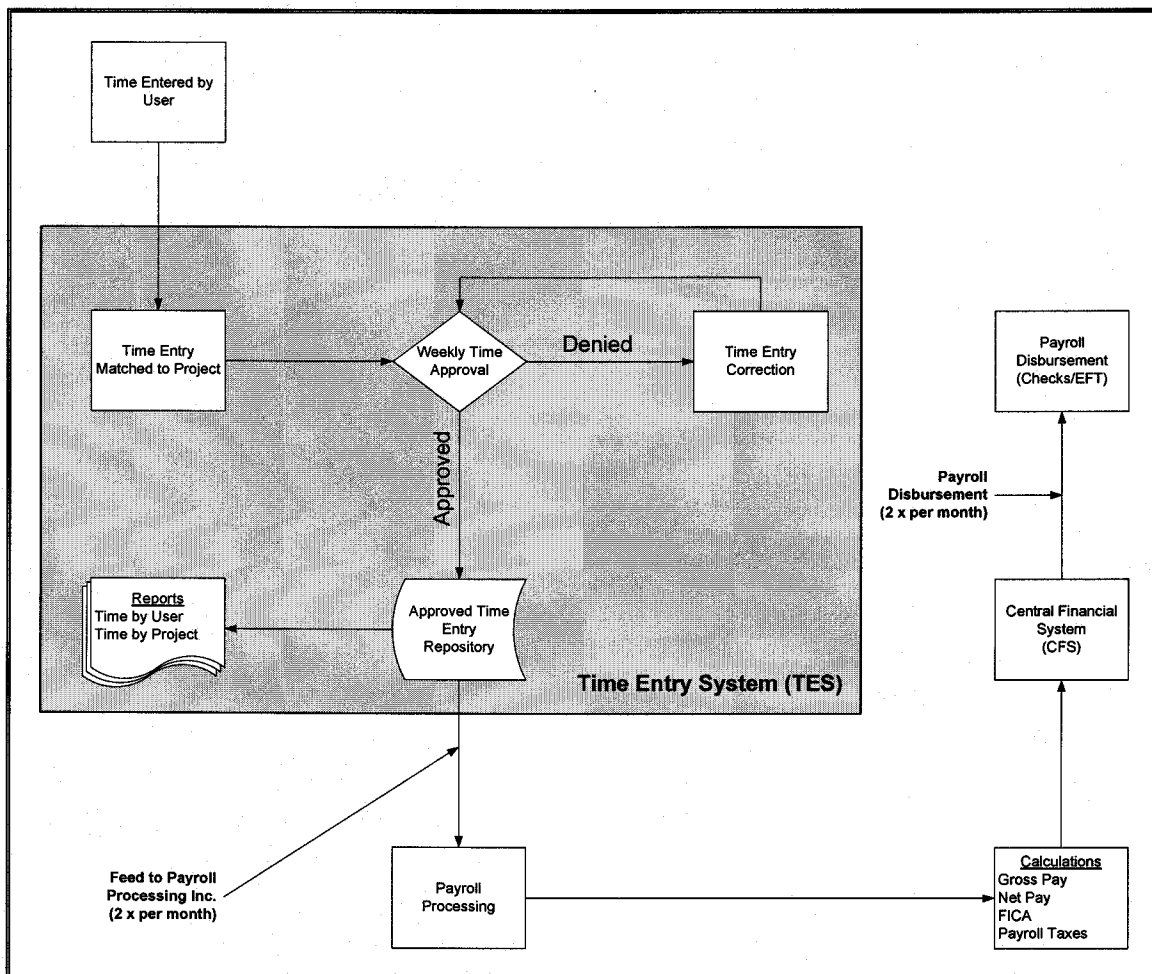 Time Entered by
User
Time Entry
Matched to Project
Weekly Time
Approval
Denied
Time Entry
Correction
Approved
Reports
Time by User
Time by Project
Approved Time
Entry
Repository
Time Entry System (TES)
Feed to Payroll
Processing Inc.
(2 x per month)
Payroll
Processing
Calculations
Gross Pay
Net Pay
FICA
Payroll Taxes
Central Financial
System
(CFS)
Payroll
Disbursement
(2 x per month)
Payroll
Disbursement
(Checks/EFT)